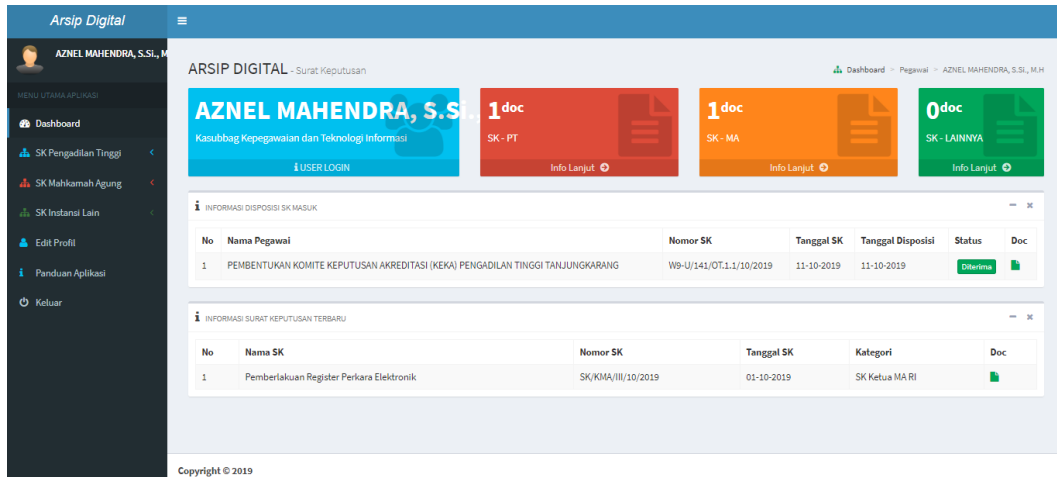 Arsip Digital
AZNEL MAHENDRA, S.Si., M
MENU UTAMA APLIKASI
Dashboard
SK Pengadilan Tinggi
SK Mahkamah Agung
SK Instansi Lain
Edit Profil
Panduan Aplikasi
Keluar
ARSIP DIGITAL - Surat Keputusan
Dashboard > Pegawai > AZNEL MAHENDRA, S.Si., M.H
AZNEL MAHENDRA, S.Si.,
Kasubbag Kepegawaian dan Teknologi Informasi
USER LOGIN
1 doc
SK - PT
Info Lanjut
1 doc
SK - MA
Info Lanjut
0 doc
SK - LAINNYA
Info Lanjut
INFORMASI DISPOSISI SK MASUK
No Nama Pegawai Nomor SK Tanggal SK Tanggal Disposisi Status Doc
1 PEMBENTUKAN KOMITE KEPUTUSAN AKREDITASI (KEKA) PENGADILAN TINGGI TANJUNGKARANG W9-U/141/OT.1.1/10/2019 11-10-2019 11-10-2019 Diterima
INFORMASI SURAT KEPUTUSAN TERBARU
No Nama SK Nomor SK Tanggal SK Kategori Doc
1 Pemberlakuan Register Perkara Elektronik SK/KMA/III/10/2019 01-10-2019 SK Ketua MA RI
Copyright © 2019